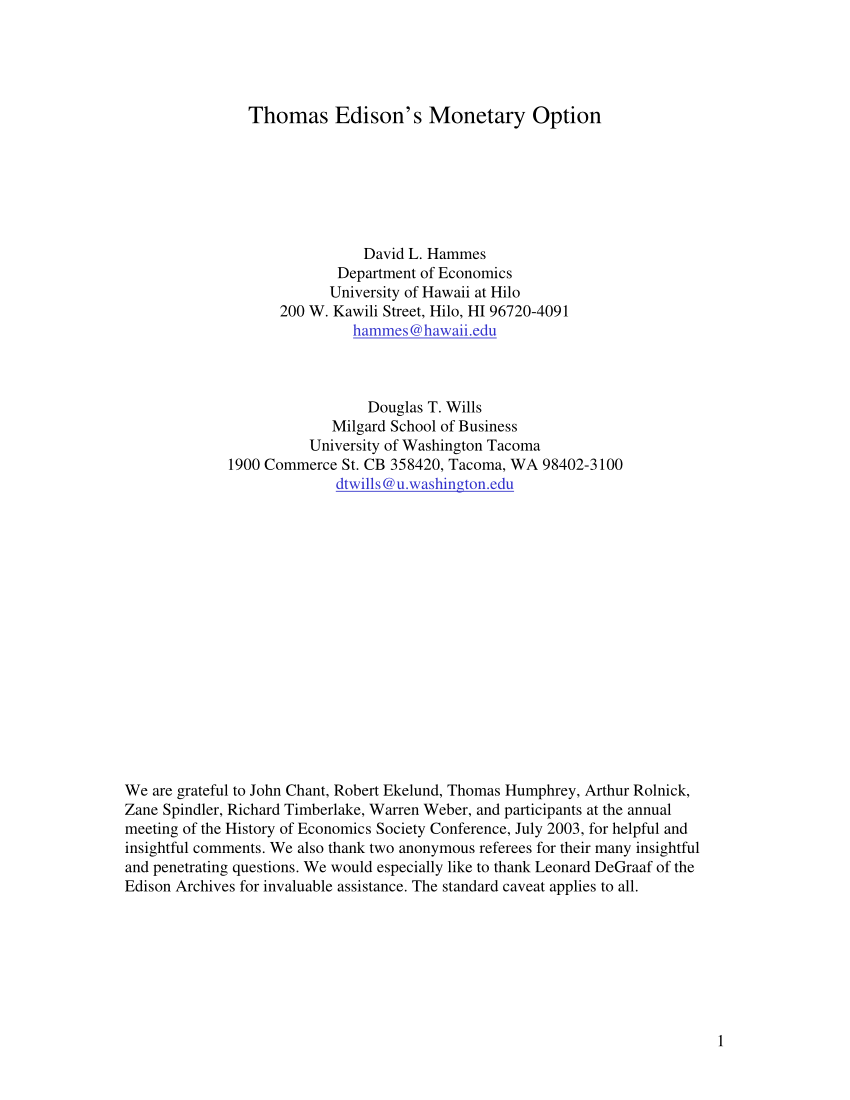 Thomas Edison’s Monetary Option
David L. Hammes
Department of Economics
University of Hawaii at Hilo
200 W. Kawili Street, Hilo, HI 96720-4091
hammes@hawaii.edu
Douglas T. Wills
Milgard School of Business
University of Washington Tacoma
1900 Commerce St. CB 358420, Tacoma, WA 98402-3100
dtwills@u.washington.edu
We are grateful to John Chant, Robert Ekelund, Thomas Humphrey, Arthur Rolnick,
Zane Spindler, Richard Timberlake, Warren Weber, and participants at the annual
meeting of the History of Economics Society Conference, July 2003, for helpful and
insightful comments. We also thank two anonymous referees for their many insightful
and penetrating questions. We would especially like to thank Leonard DeGraaf of the
Edison Archives for invaluable assistance. The standard caveat applies to all.
1